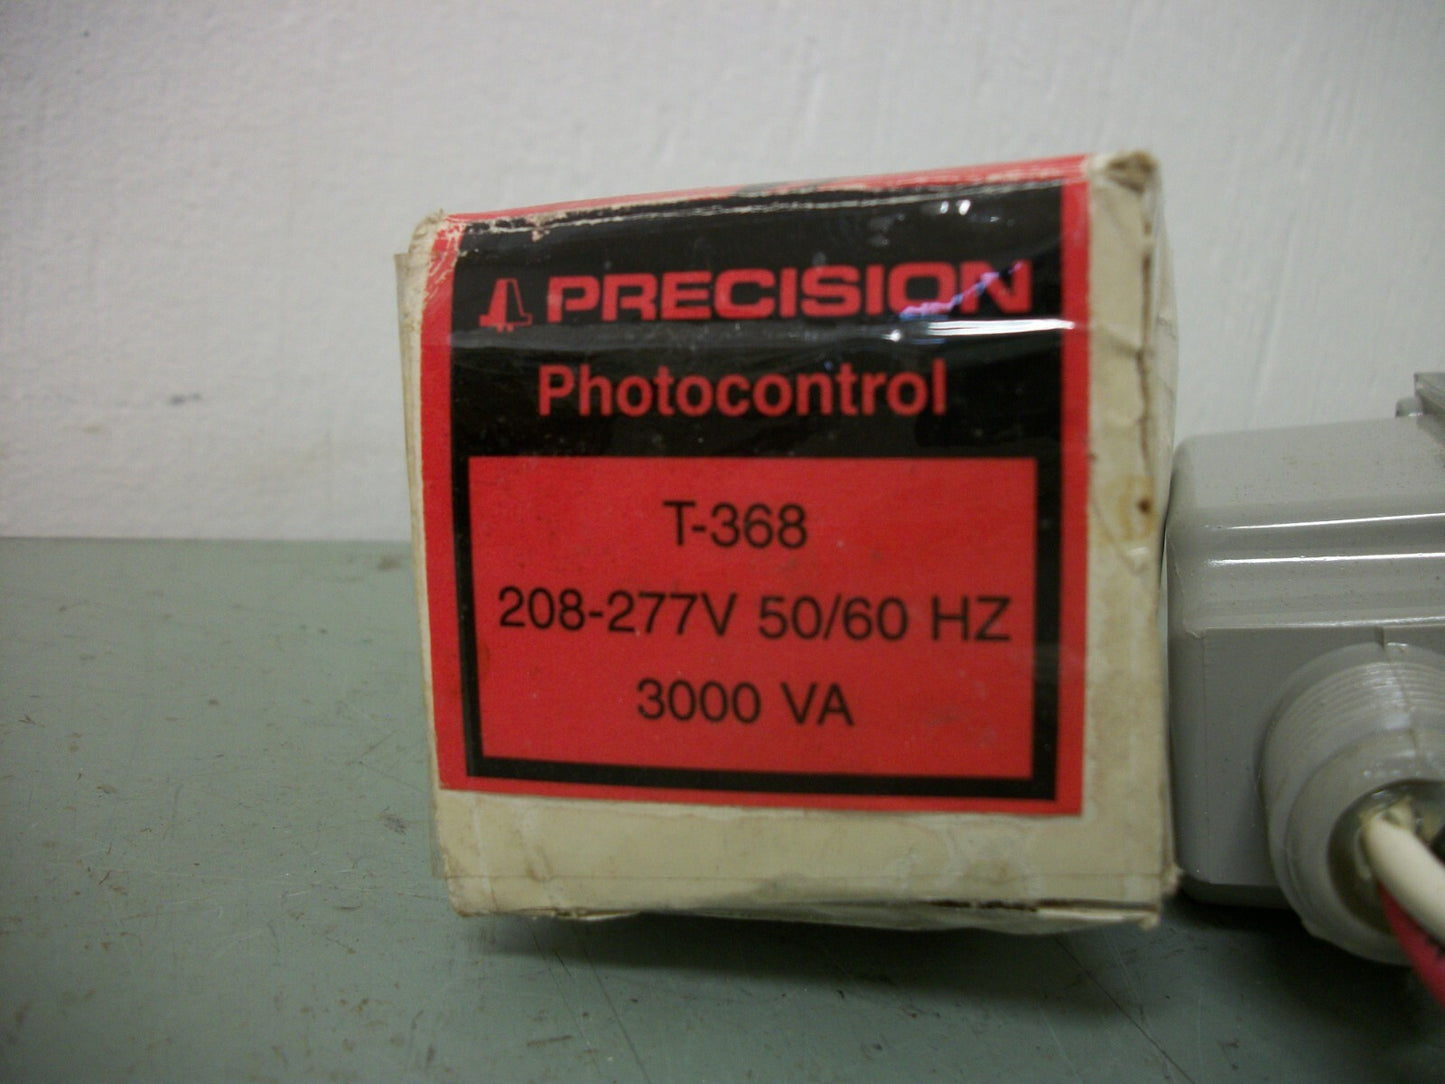 PRECISION
Photocontrol
T-368
208-277V 50/60 HZ
3000 VA